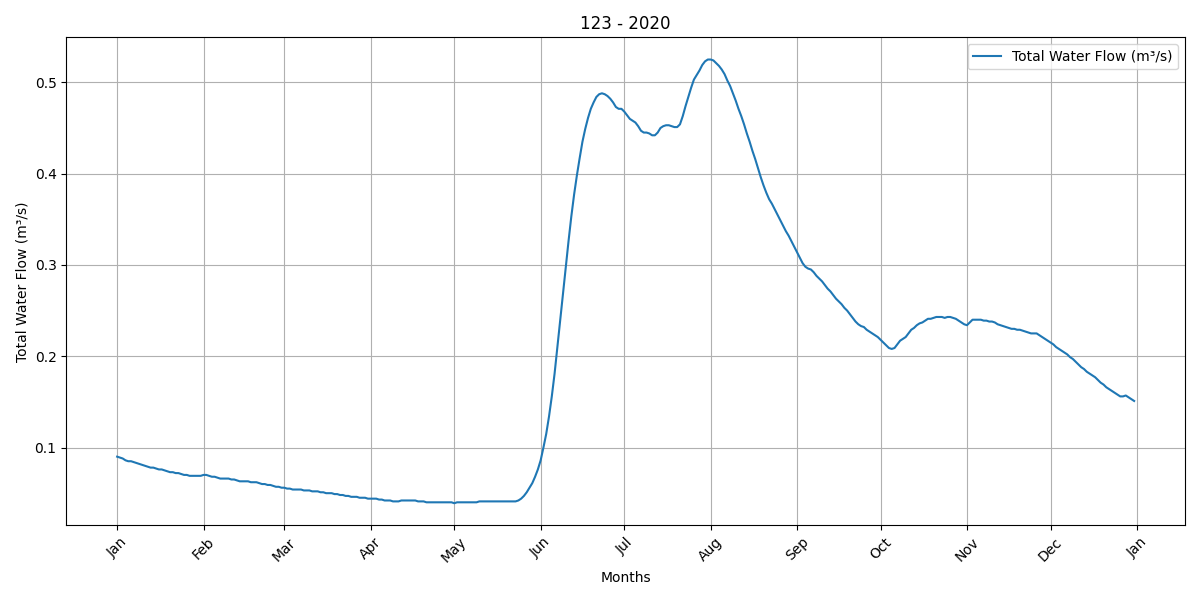 123 - 2020
Total Water Flow (m³/s)
Total Water Flow (m³/s)
0.5
0.4
0.3
0.2
0.1
Jan
Feb
Mar
Apr
May
Jun
Jul
Aug
Sep
Oct
Nov
Dec
Jan
Months